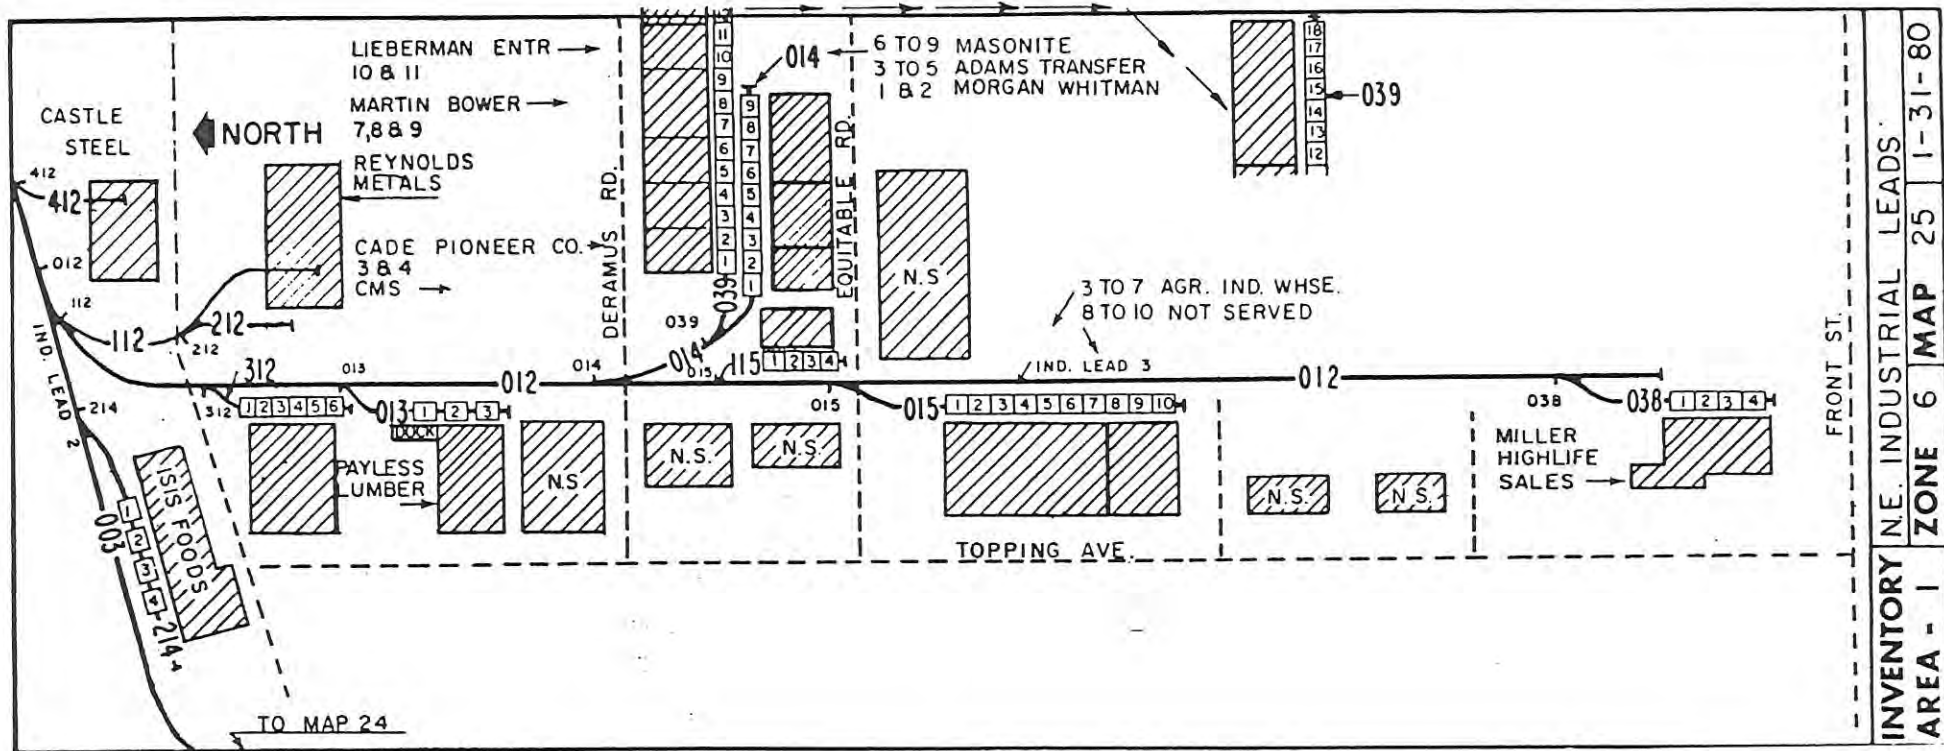 LIEBERMAN ENTR
10 & 11
MARTIN BOWER
7,8 & 9
REYNOLDS
METALS
CADE PIONEER CO.
3 & 4
CMS
CASTLE
STEEL
NORTH
412
412
012
112
112
212
212
IND. LEAD 2
214
003
1
2
3
4
214
ISIS FOODS
TO MAP 24
312
312
1 2 3 4 5 6
013
013
1 2 3
DOCK
PAYLESS
LUMBER
N.S
012
014
DERAMUS RD.
11
10
9
8
7
6
5
4
3
2
1
039
039
014
9
8
7
6
5
4
3
2
1
014
6 TO 9 MASONITE
3 TO 5 ADAMS TRANSFER
1 & 2 MORGAN WHITMAN
EQUITABLE RD.
015
115
1 2 3 4
N.S.
N.S.
015
015
1 2 3 4 5 6 7 8 9 10
N.S
3 TO 7 AGR. IND. WHSE.
8 TO 10 NOT SERVED
IND. LEAD 3
012
18
17
16
15
14
13
12
039
038
038
1 2 3 4
MILLER
HIGHLIFE
SALES
N.S.
N.S.
TOPPING AVE.
FRONT ST.
INVENTORY N.E. INDUSTRIAL LEADS
AREA - 1 ZONE 6 MAP 25 1-31-80